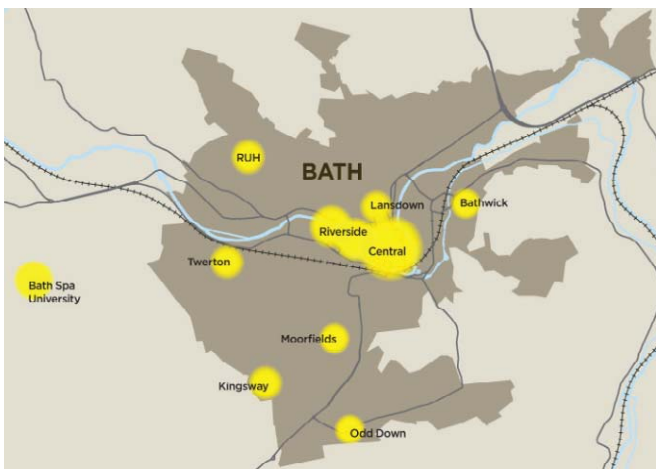 RUH
BATH
Lansdown
Bathwick
Riverside
Central
Twerton
Bath Spa
University
Moorfields
Kingsway
Odd Down